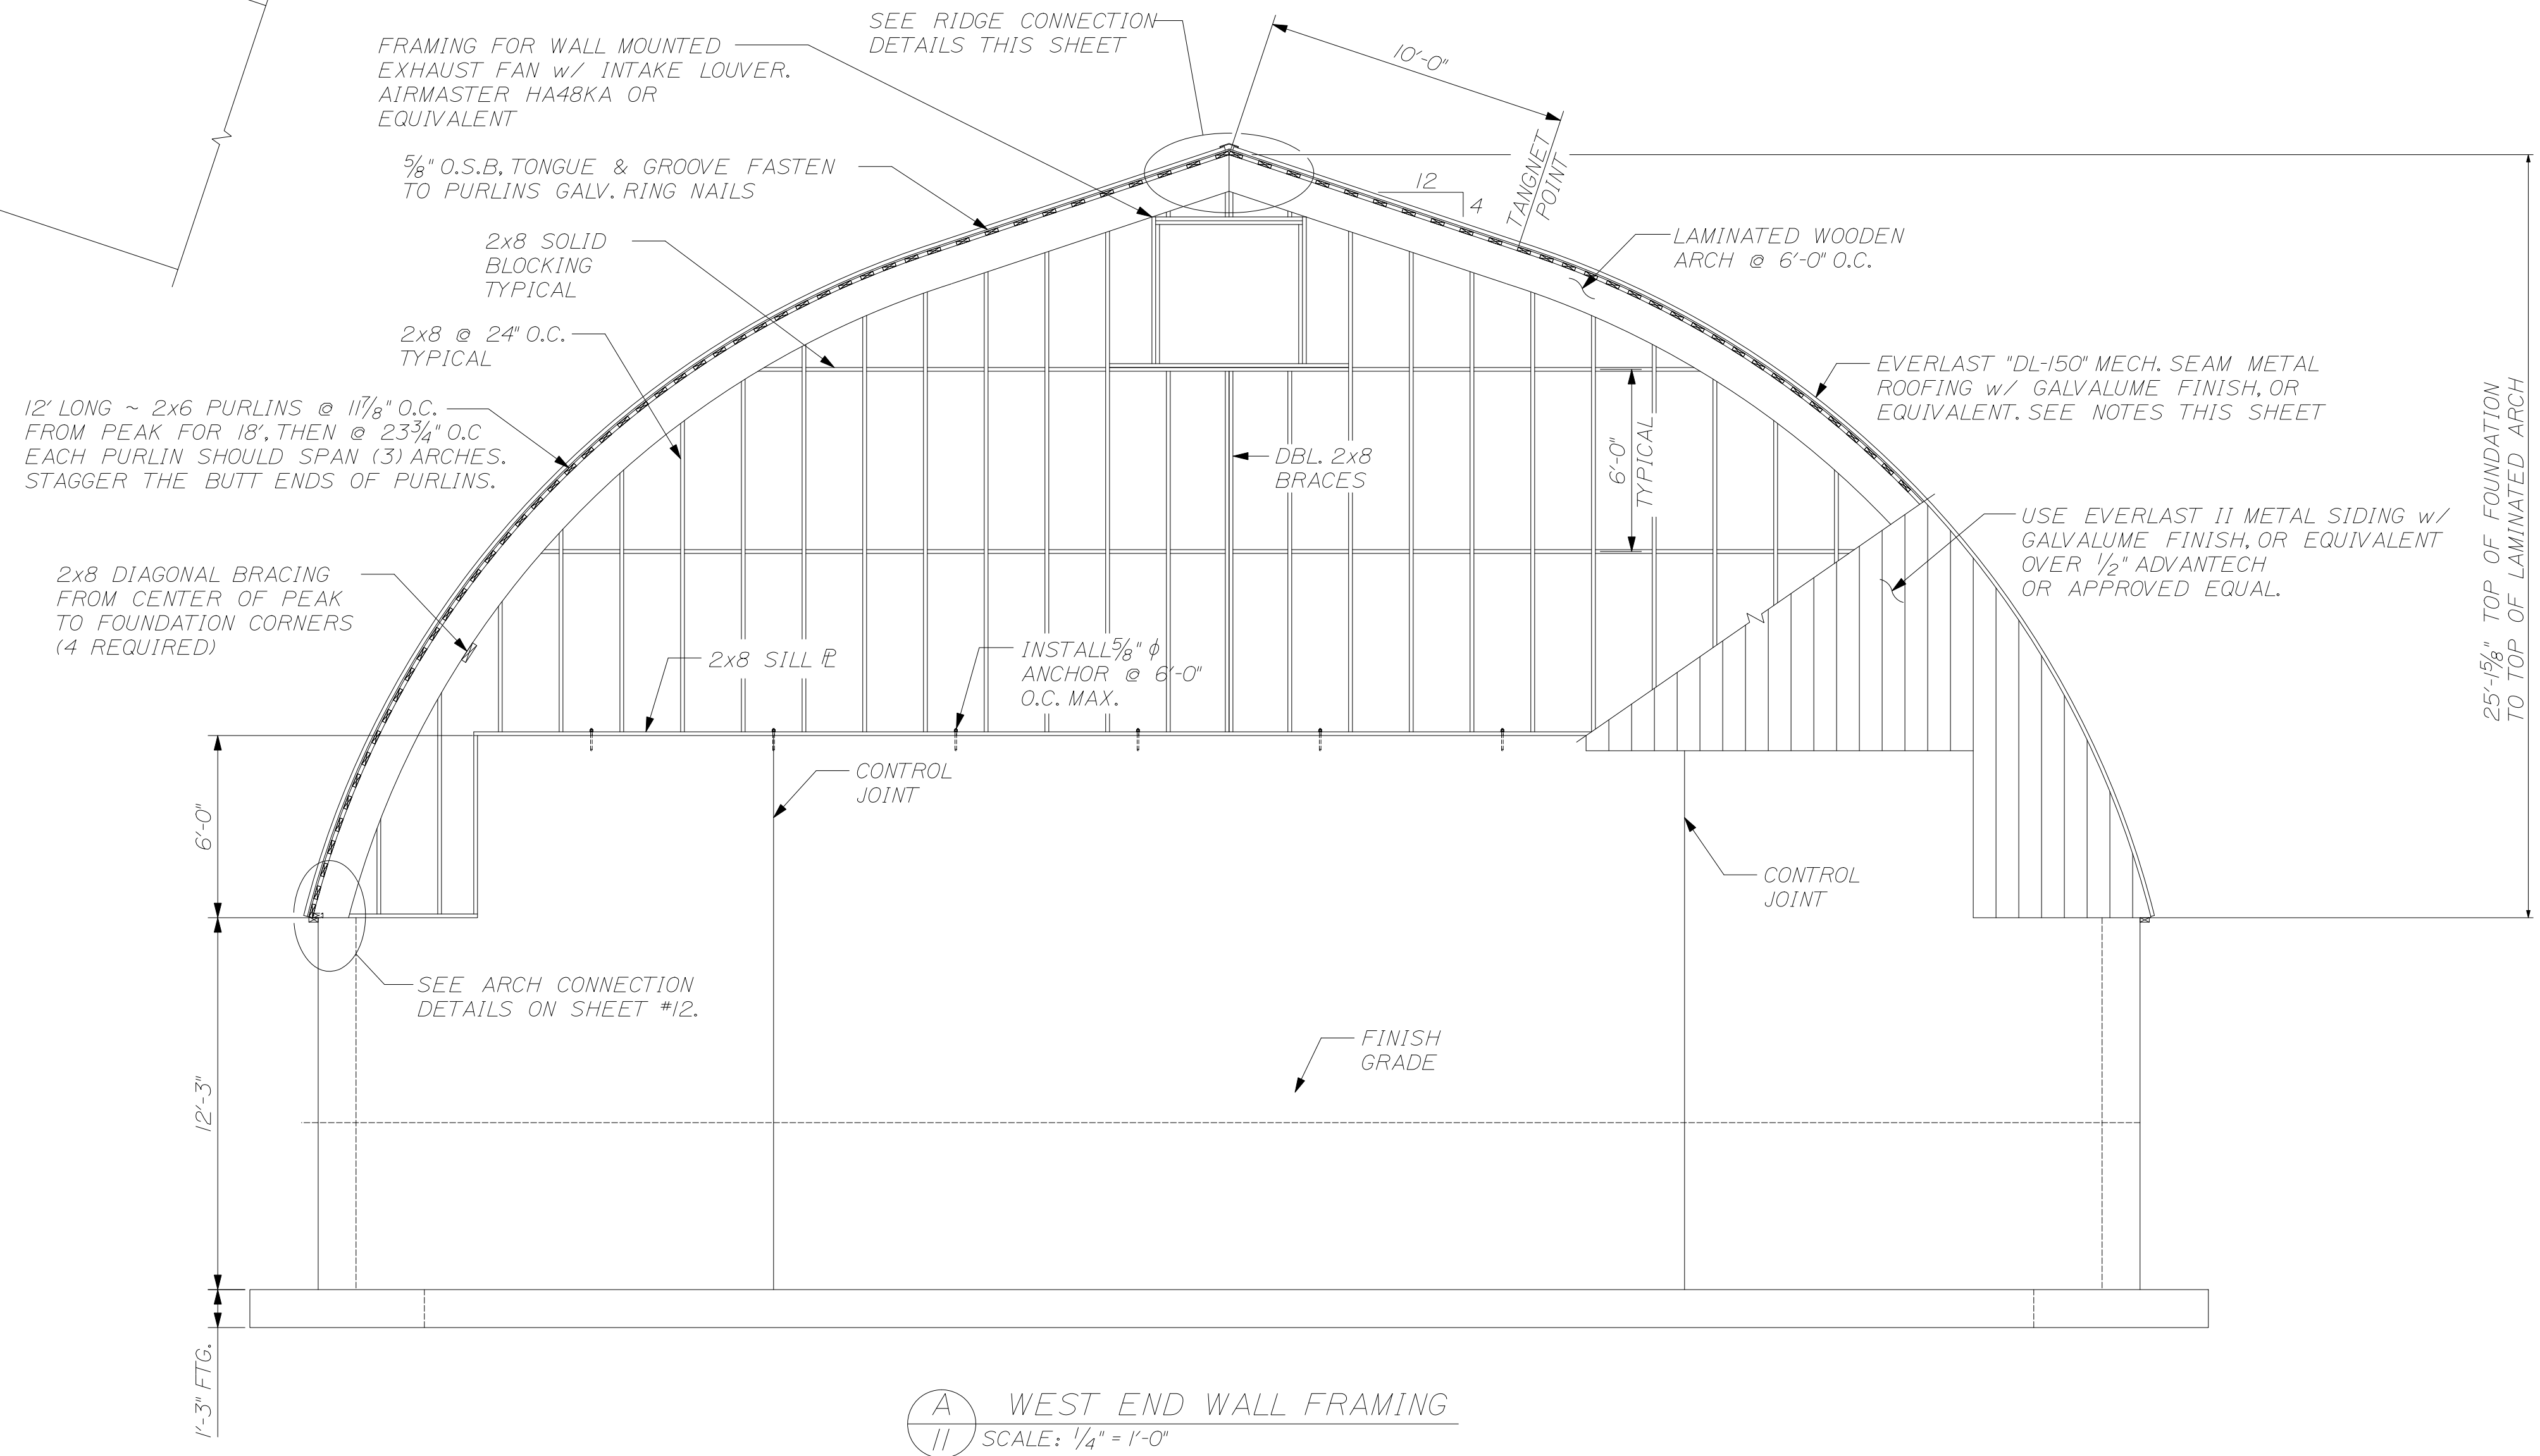 SEE RIDGE CONNECTION
DETAILS THIS SHEET
10'-0"
FRAMING FOR WALL MOUNTED
EXHAUST FAN w/ INTAKE LOUVER.
AIRMASTER HA48KA OR
EQUIVALENT
5/8" O.S.B, TONGUE & GROOVE FASTEN
TO PURLINS GALV. RING NAILS
12
4
TANGNET
POINT
LAMINATED WOODEN
ARCH @ 6'-0" O.C.
2x8 SOLID
BLOCKING
TYPICAL
2x8 @ 24" O.C.
TYPICAL
EVERLAST "DL-150" MECH. SEAM METAL
ROOFING w/ GALVALUME FINISH, OR
EQUIVALENT. SEE NOTES THIS SHEET
12' LONG ~ 2x6 PURLINS @ 11 7/8" O.C.
FROM PEAK FOR 18', THEN @ 23 3/4" O.C
EACH PURLIN SHOULD SPAN (3) ARCHES.
STAGGER THE BUTT ENDS OF PURLINS.
DBL. 2x8
BRACES
6'-0"
TYPICAL
25'-1 5/8" TOP OF FOUNDATION
TO TOP OF LAMINATED ARCH
USE EVERLAST II METAL SIDING w/
GALVALUME FINISH, OR EQUIVALENT
OVER 1/2" ADVANTECH
OR APPROVED EQUAL.
2x8 DIAGONAL BRACING
FROM CENTER OF PEAK
TO FOUNDATION CORNERS
(4 REQUIRED)
2x8 SILL PL
INSTALL 5/8" ϕ
ANCHOR @ 6'-0"
O.C. MAX.
CONTROL
JOINT
6'-0"
CONTROL
JOINT
SEE ARCH CONNECTION
DETAILS ON SHEET #12.
FINISH
GRADE
12'-3"
1'-3" FTG.
A
11
WEST END WALL FRAMING
SCALE: 1/4" = 1'-0"